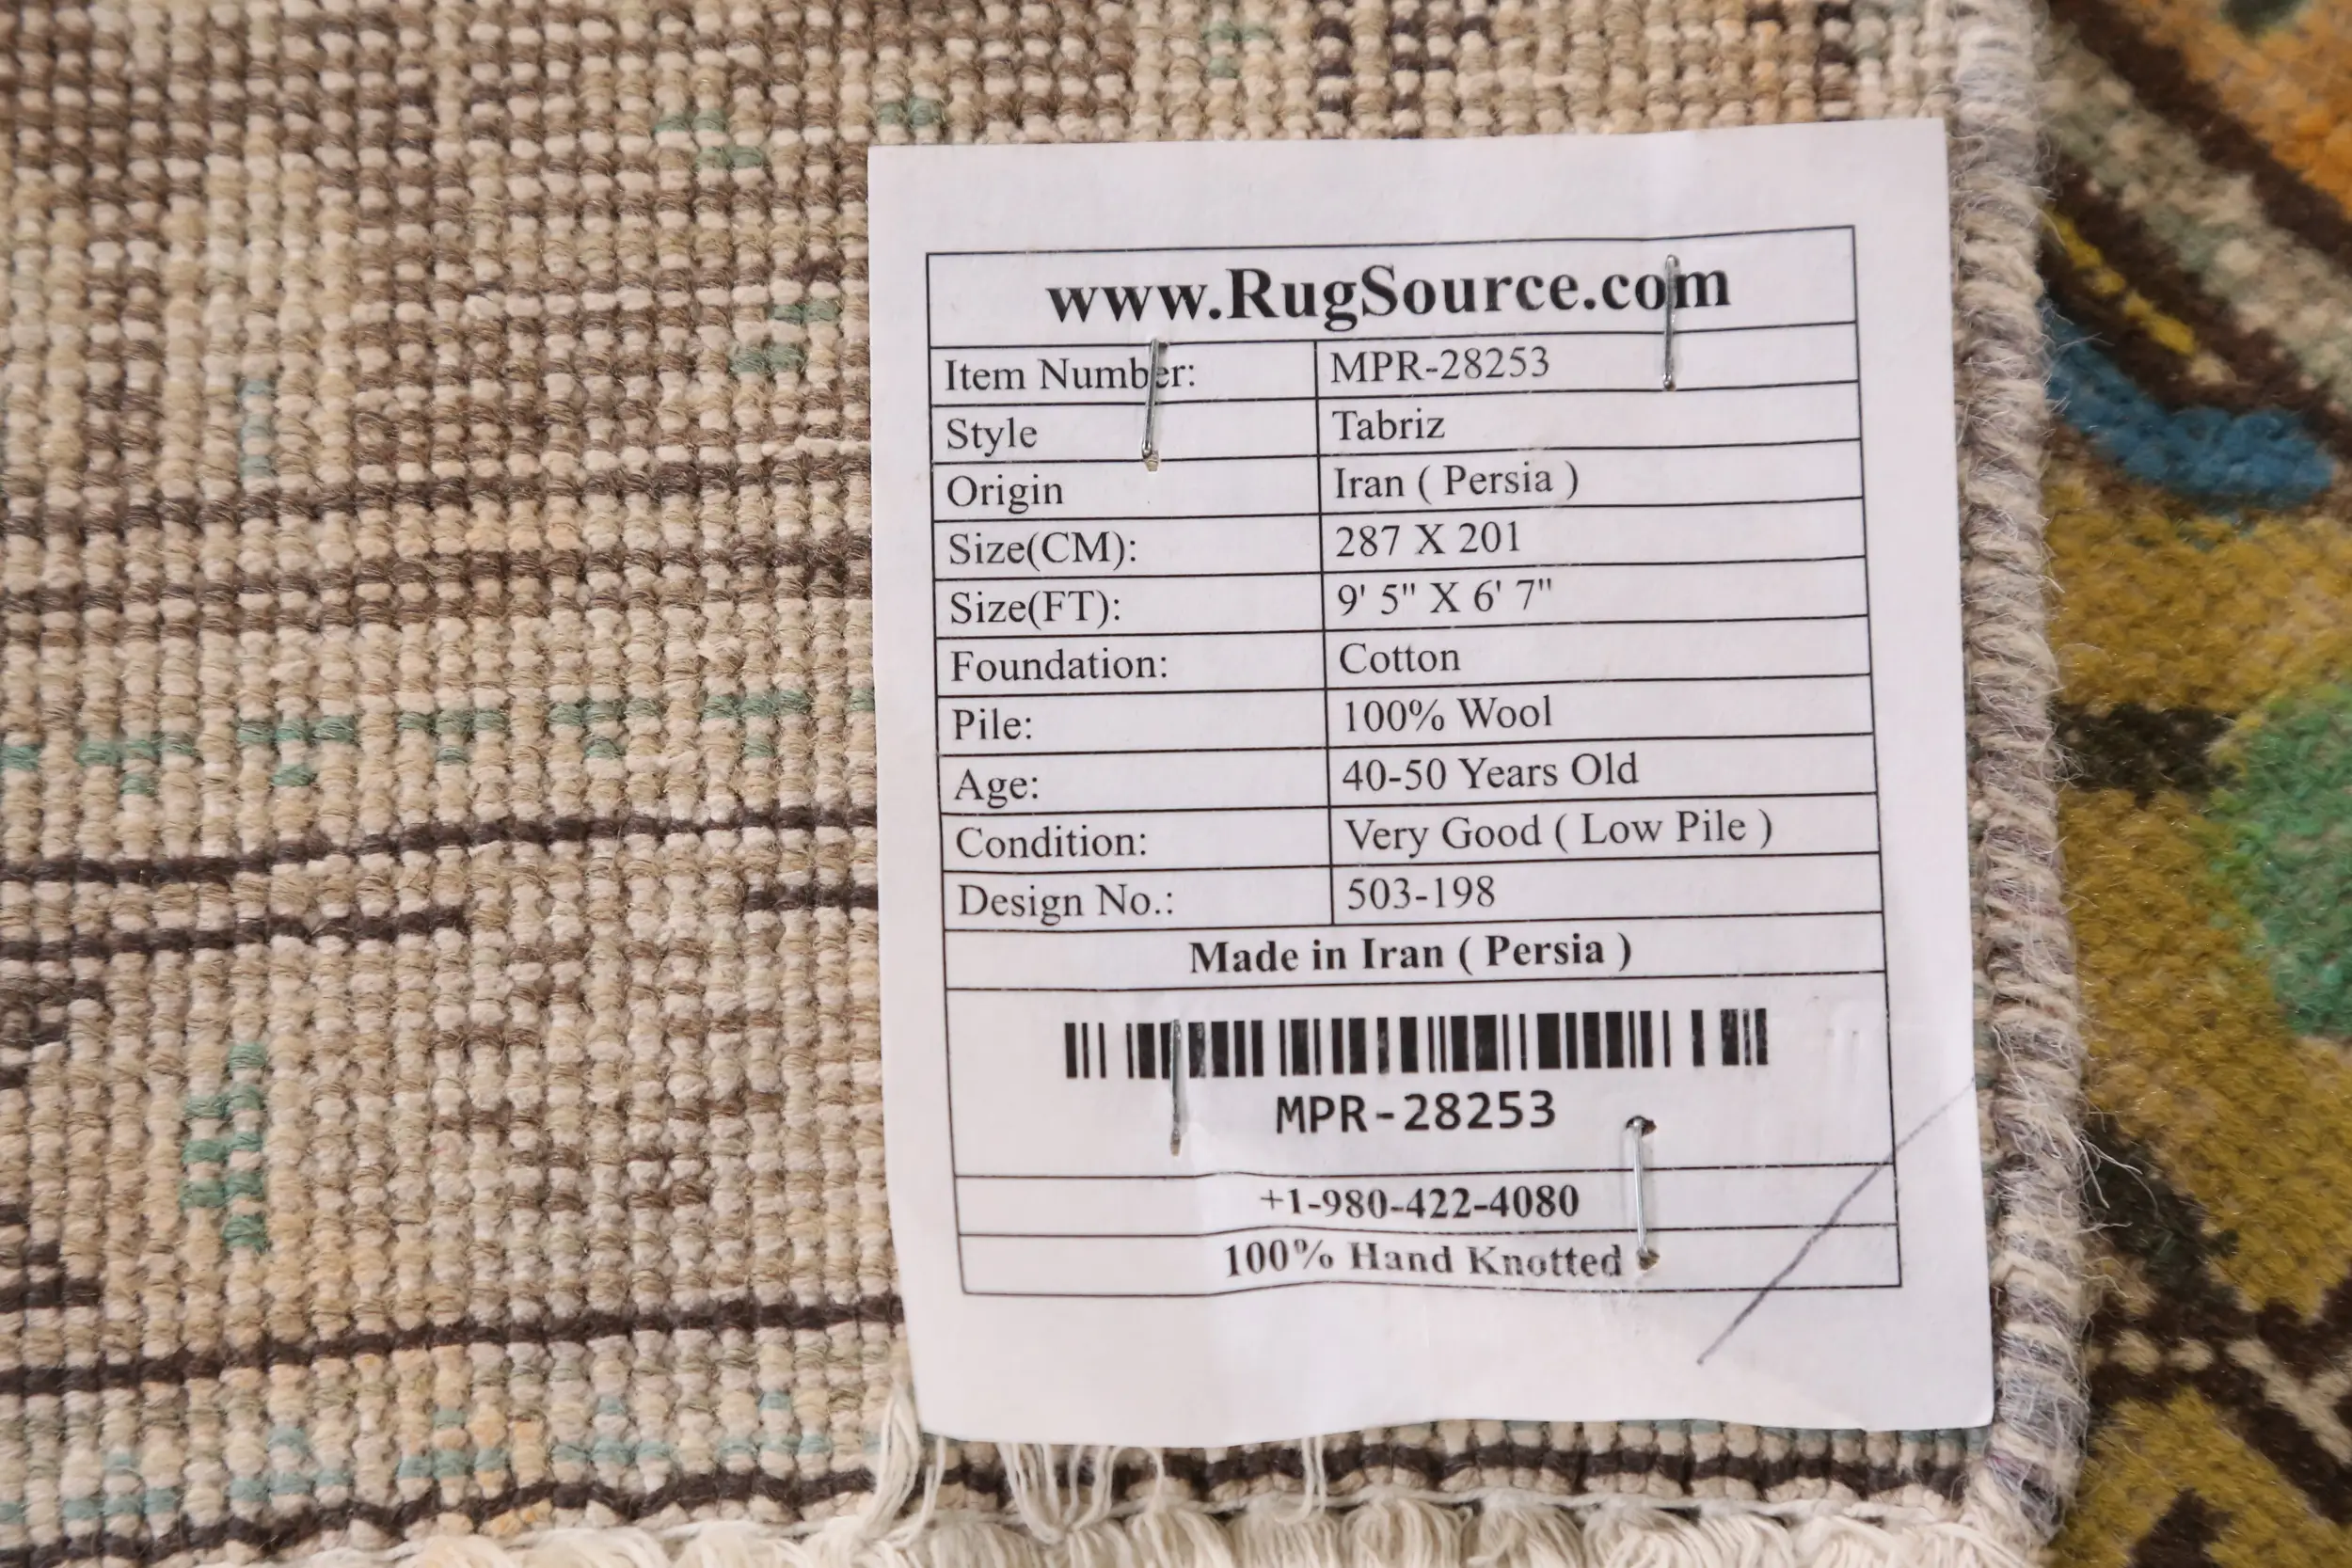 www.RugSource.com
Item Number: MPR-28253
Style Tabriz
Origin Iran ( Persia )
Size(CM): 287 X 201
Size(FT): 9' 5" X 6' 7"
Foundation: Cotton
Pile: 100% Wool
Age: 40-50 Years Old
Condition: Very Good ( Low Pile )
Design No.: 503-198
Made in Iran ( Persia )
MPR-28253
+1-980-422-4080
100% Hand Knotted